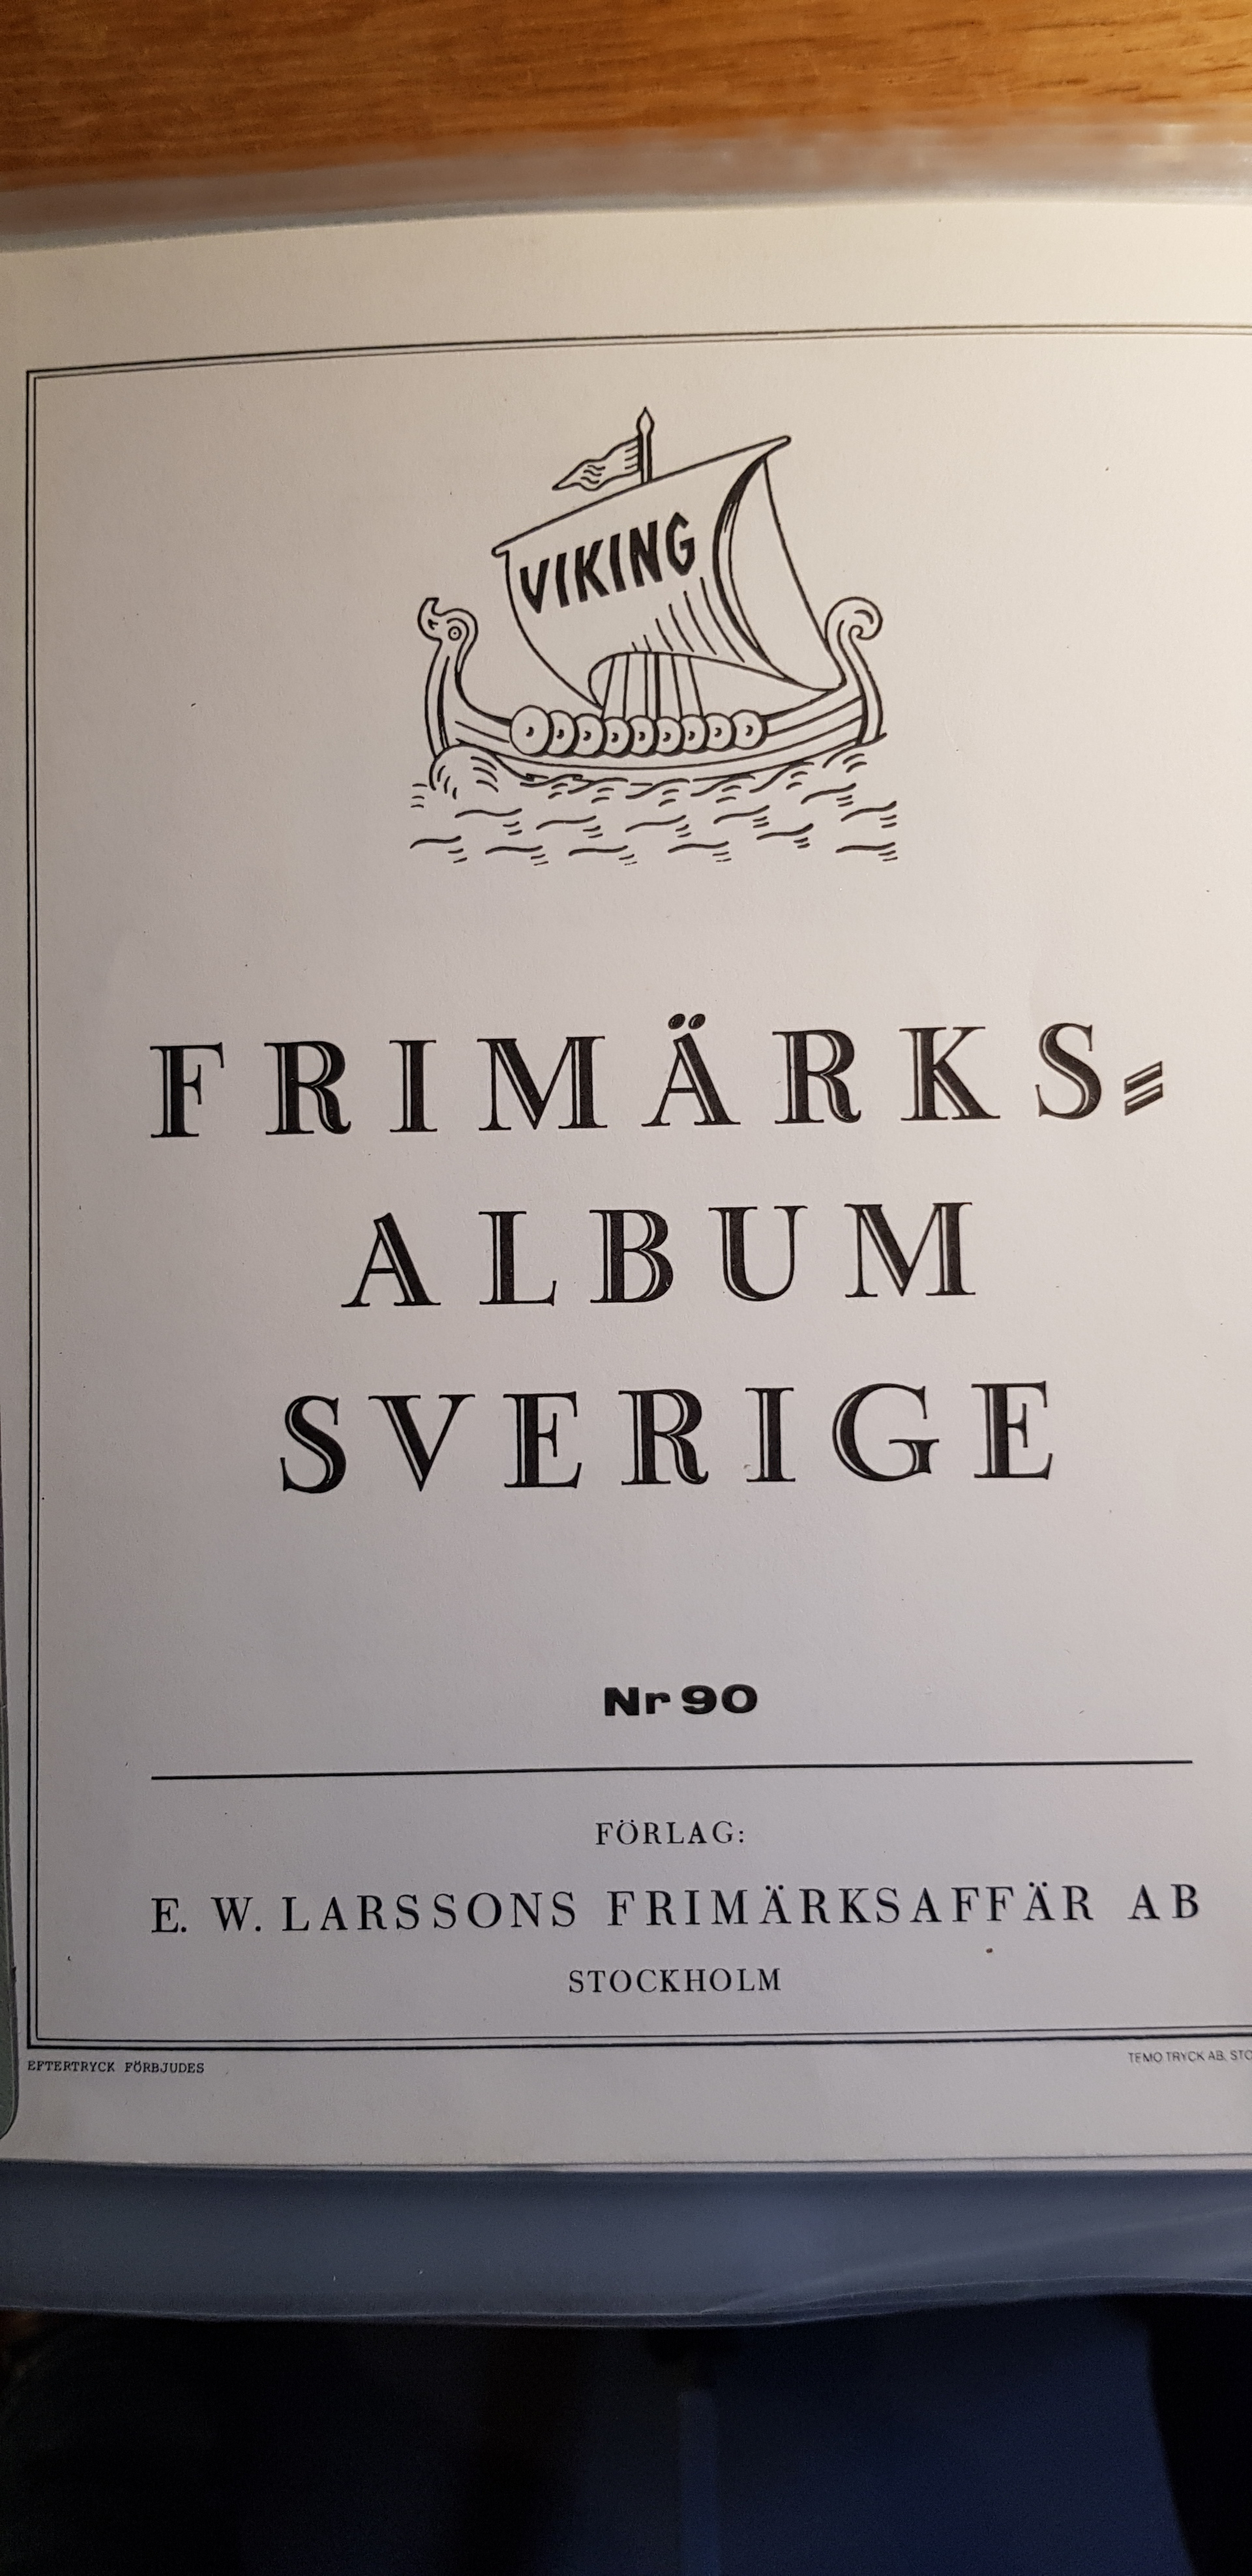 VIKING
FRIMÄRKS=
ALBUM
SVERIGE
Nr 90
FÖRLAG:
E. W. LARSSONS FRIMÄRKSAFFÄR AB
STOCKHOLM
EFTERTRYCK FÖRBJUDES
TEMO TRYCK AB.